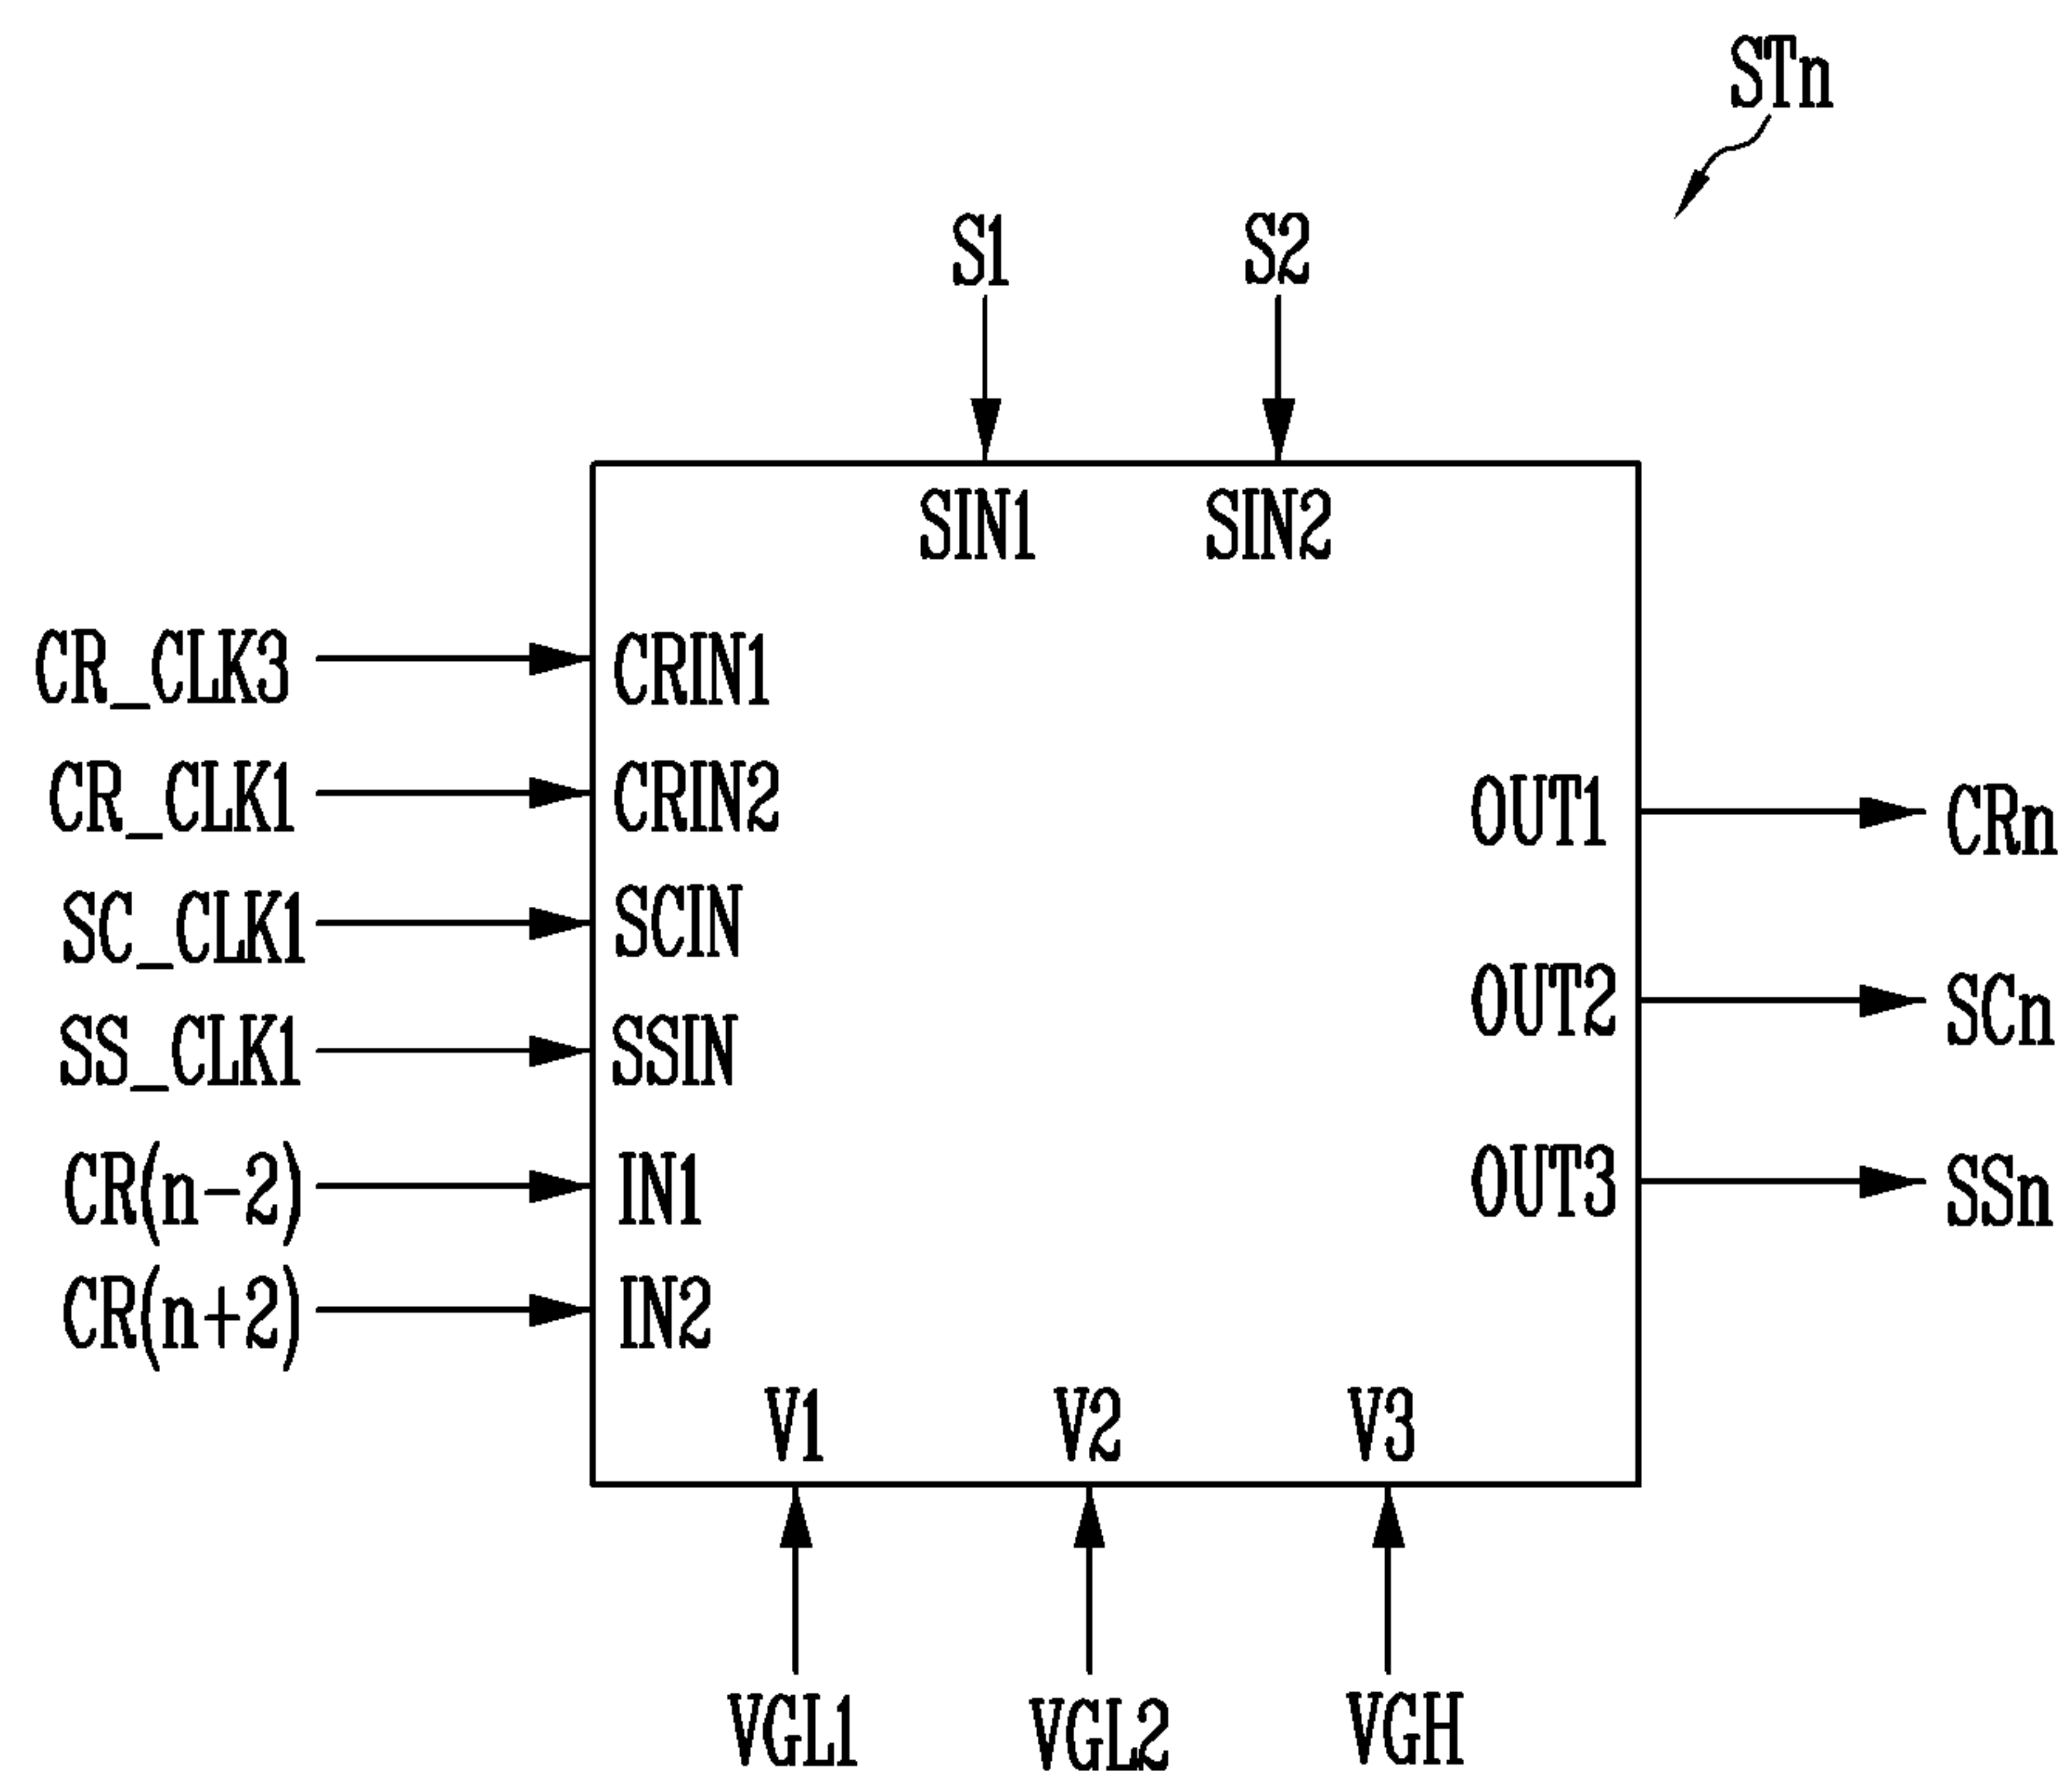 STn
S1 S2
SIN1 SIN2
CR_CLK3 CRIN1
CR_CLK1 CRIN2
OUT1 CRn
SC_CLK1 SCIN
OUT2 SCn
SS_CLK1 SSIN
CR(n-2) IN1
OUT3 SSn
CR(n+2) IN2
V1 V2 V3
VGL1 VGL2 VGH